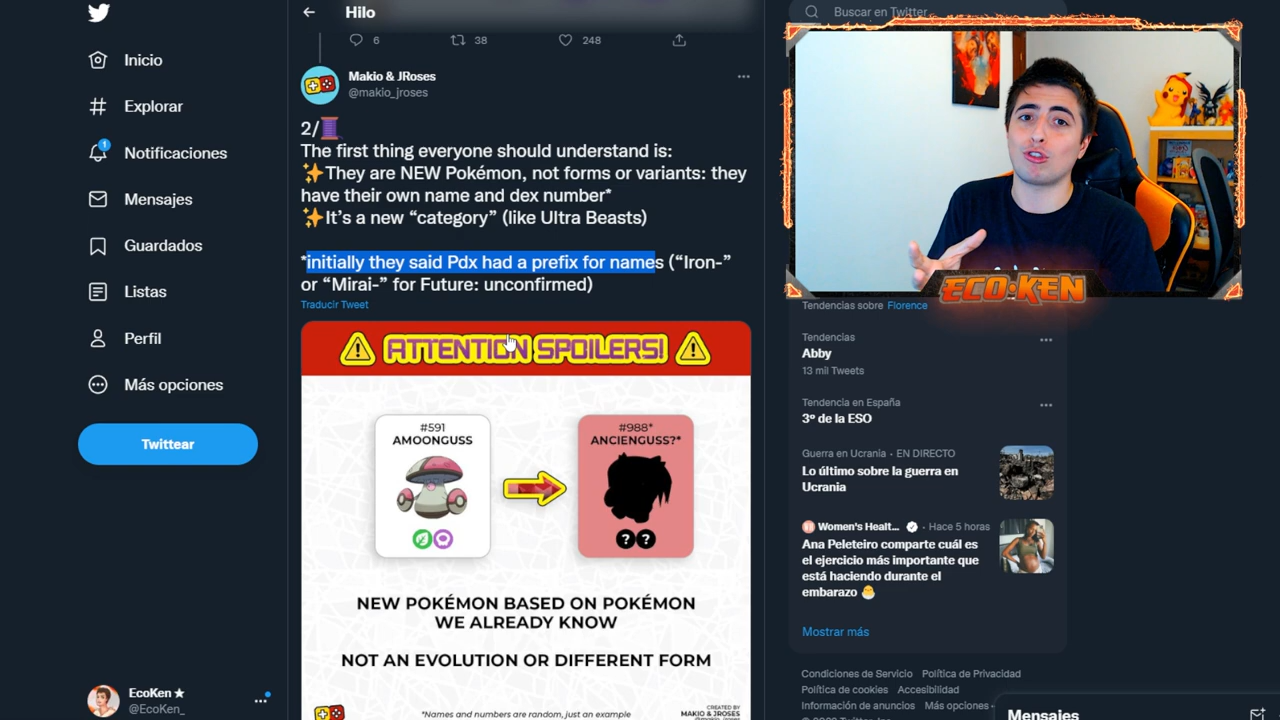 Inicio
Explorar
1
Notificaciones
Mensajes
Guardados
Listas
Perfil
Más opciones
Twittear
EcoKen ★
@EcoKen_
Hilo
6
38
248
Makio & JRoses
@makio_jroses
2/🧵
The first thing everyone should understand is:
✨They are NEW Pokémon, not forms or variants: they
have their own name and dex number*
✨It's a new “category” (like Ultra Beasts)
*initially they said Pdx had a prefix for names (“Iron-”
or “Mirai-” for Future: unconfirmed)
Traducir Tweet
ATTENTION SPOILERS!
#591
AMOONGUSS
#988*
ANCIENGUSS?*
? ?
NEW POKÉMON BASED ON POKÉMON
WE ALREADY KNOW
NOT AN EVOLUTION OR DIFFERENT FORM
*Names and numbers are random, just an example
CREATED BY
MAKIO & JROSES
Buscar en Twitter
ECO·KEN
Tendencias sobre Florence
Tendencias
Abby
13 mil Tweets
Tendencia en España
3º de la ESO
Guerra en Ucrania · EN DIRECTO
Lo último sobre la guerra en
Ucrania
Women's Healt... · Hace 5 horas
Ana Peleteiro comparte cuál es
el ejercicio más importante que
está haciendo durante el
embarazo 🐣
Mostrar más
Condiciones de Servicio Política de Privacidad
Política de cookies Accesibilidad
Información de anuncios Más opciones
Mensajes